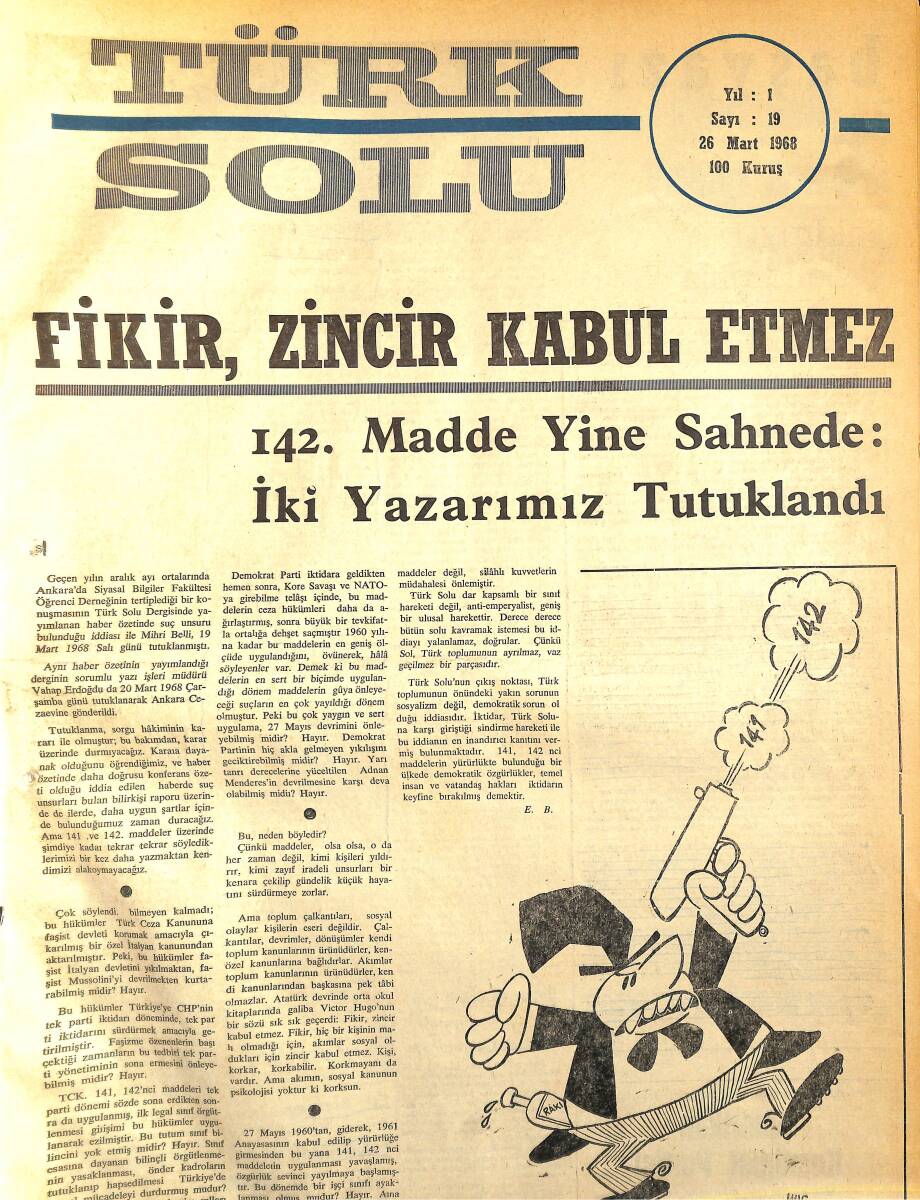 TÜRK
SOLU
Yıl : 1
Sayı : 19
26 Mart 1968
100 Kuruş
FİKİR, ZİNCİR KABUL ETMEZ
142. Madde Yine Sahnede:
İki Yazarımız Tutuklandı
Geçen yılın aralık ayı ortalarında
Ankara'da Siyasal Bilgiler Fakültesi
Öğrenci Derneğinin tertiplediği bir ko
nuşmasının Türk Solu Dergisinde ya-
yımlanan haber özetinde suç unsuru
bulunduğu iddiası ile Mihri Belli, 19
Mart 1968 Salı günü tutuklanmıştı.
Aynı haber özetinin yayımlandığı
derginin sorumlu yazı işleri müdürü
Vahap Erdoğdu da 20 Mart 1968 Çar-
şamba günü tutuklanarak Ankara Ce-
zaevine gönderildi.
Tutuklanma, sorgu hâkiminin ka-
rarı ile olmuştur; bu bakımdan, karar
üzerinde durmıyacağız. Karaıa daya-
nak olduğunu öğrendiğimiz, ve haber
özetinde daha doğrusu konferans öze-
ti olduğu iddia edilen haberde suç
unsurları bulan bilirkişi raporu üzerin-
de de ilerde, daha uygun şartlar için-
de bulunduğumuz zaman duracağız.
Ama 141 .ve 142. maddeler üzerinde
şimdiye kadar tekrar tekrar söyledik-
lerimizi bir kez daha yazmaktan ken-
dimizi alakoymayacağız.
Çok söylendi. bilmeyen kalmadı;
bu hükümler Türk Ceza Kanununa
faşist devleti korumak amacıyla çı-
karılmış bir özel İtalyan kanunundan
aktarılmıştır. Peki, bu hükümler fa-
şist İtalyan devletini yıkılmaktan, fa-
şist Mussolini'yi devrilmekten kurta-
rabilmiş midir? Hayır.
Bu hükümler Türkiye'ye CHP'nin
tek parti iktidarı döneminde, tek par
ti iktidarını sürdürmek amacıyla ge-
tirilmiştir. Faşizme özenenlerin başı
çektiği zamanların bu tedbiri tek par-
ti yönetiminin sona ermesini önleye-
bilmiş midir? Hayır.
TCK. 141, 142'nci maddeleri tek
parti dönemi sözde sona erdikten son-
ra da uygulanmış, ilk legal sınıf örgüt-
lenmesi girişimi bu hükümler uygu-
lanarak ezilmiştir. Bu tutum sınıf bi-
lincini yok etmiş midir? Hayır. Sınıf
esasına dayanan bilinçli örgütlenme-
nin yasaklanması, önder kadroların
tutuklanıp hapsedilmesi Türkiye'de
mücadeleyi durdurmuş mudur?
Demokrat Parti iktidara geldikten
hemen sonra, Kore Savaşı ve NATO-
ya girebilme telâşı içinde, bu mad-
delerin ceza hükümleri daha da a-
ğırlaştırmış, sonra büyük bir tevkifat-
la ortalığa dehşet saçmıştır 1960 yılı-
na kadar bu maddelerin en geniş öl-
çüde uygulandığını, övünerek, hâlâ
söyleyenler var. Demek ki bu mad-
delerin en sert bir biçimde uygulan-
dığı dönem maddelerin gûya önleye-
ceği suçların en çok yayıldığı dönem
olmuştur. Peki bu çok yaygın ve sert
uygulama, 27 Mayıs devrimini önle-
yebilmiş midir? Hayır. Demokrat
Partinin hiç akla gelmeyen yıkılışını
geciktirebilmiş midir? Hayır. Yarı
tanrı derecelerine yüceltilen Adnan
Menderes'in devrilmesine karşı deva
olabilmiş midir? Hayır.
Bu, neden böyledir?
Çünkü maddeler, olsa olsa, o da
her zaman değil, kimi kişileri yıldı-
rır, kimi zayıf iradeli unsurları bir
kenara çekilip gündelik küçük haya-
tını sürdürmeye zorlar.
Ama toplum çalkantıları, sosyal
olaylar kişilerin eseri değildir. Çal-
kantılar, devrimler, dönüşümler kendi
toplum kanunlarının ürünüdürler, ken-
özel kanunlarına bağlıdırlar. Akımlar
toplum kanunlarının ürünüdürler, ken
di kanunlarından başkasına pek tâbi
olmazlar. Atatürk devrinde orta okul
kitaplarında galiba Victor Hugo'nun
bir sözü sık sık geçerdi: Fikir, zincir
kabul etmez. Fikir, hiç bir kişinin ma-
lı olmadığı için, akımlar sosyal ol-
dukları için zincir kabul etmez. Kişi,
korkar, korkabilir. Korkmayanı da
vardır. Ama akımın, sosyal kanunun
psikolojisi yoktur ki korksun.
27 Mayıs 1960'tan, giderek, 1961
Anayasasının kabul edilip yürürlüğe
girmesinden bu yana 141, 142 nci
maddelerin uygulanması yavaşlamış,
özgürlük sevinci yayılmaya başlamış-
tır. Bu dönemde bir işçi sınıfı ayak-
lanması olmuş mudur? Hayır. Ama
maddeler değil, silâhlı kuvvetlerin
müdahalesi önlemiştir.
Türk Solu dar kapsamlı bir sınıf
hareketi değil, anti-emperyalist, geniş
bir ulusal harekettir. Derece derece
bütün solu kavramak istemesi bu id-
diayı yalanlamaz, doğrular. Çünkü
Sol, Türk toplumunun ayrılmaz, vaz
geçilmez bir parçasıdır.
Türk Solu'nun çıkış noktası, Türk
toplumunun önündeki yakın sorunun
sosyalizm değil, demokratik sorun ol
duğu iddiasıdır. İktidar, Türk Solu-
na karşı giriştiği sindirme hareketi ile
bu iddianın en inandırıcı kanıtını ver-
miş bulunmaktadır. 141, 142 nci
maddelerin yürürlükte bulunduğu bir
ülkede demokratik özgürlükler, temel
insan ve vatandaş hakları iktidarın
keyfine bırakılmış demektir.
E. B.
142
141
RAKI